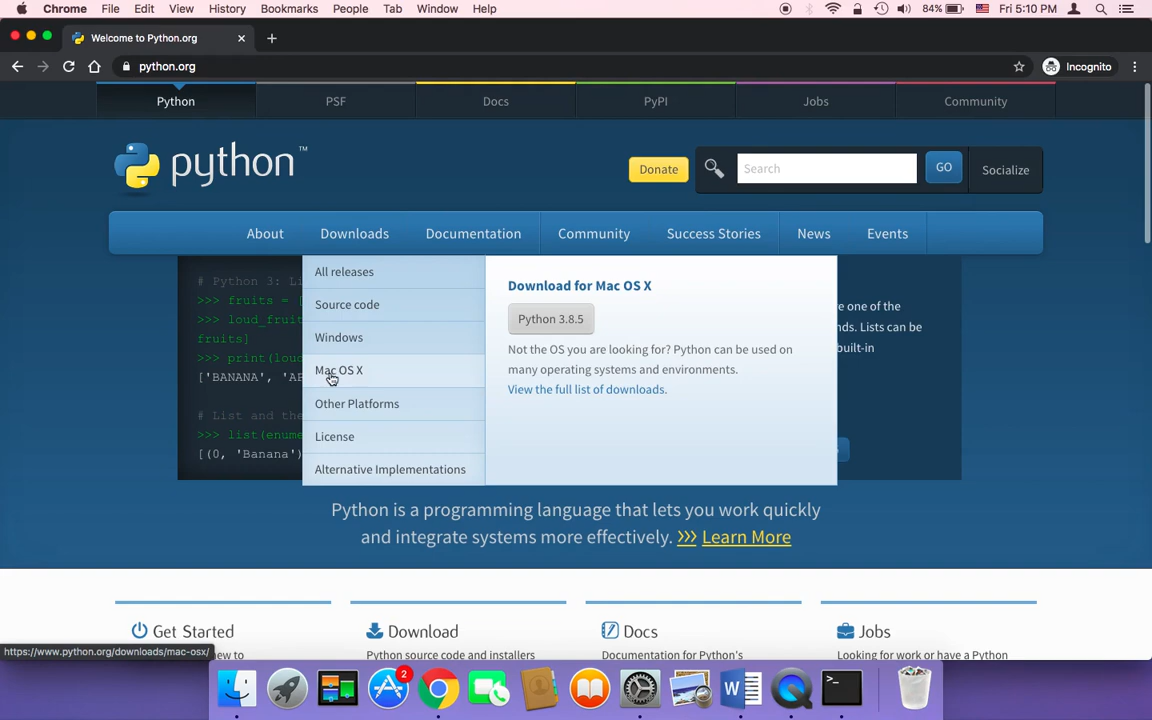 Chrome File Edit View History Bookmarks People Tab Window Help 84% Fri 5:10 PM
Welcome to Python.org
python.org Incognito
Python PSF Docs PyPI Jobs Community
python™
Donate Search GO Socialize
About Downloads Documentation Community Success Stories News Events
# Python 3: Li
>>> fruits = [
>>> loud_fruit
fruits]
>>> print(lou
['BANANA', 'AP
# List and the
>>> list(enume
[(0, 'Banana')
All releases
Source code
Windows
Mac OS X
Other Platforms
License
Alternative Implementations
Download for Mac OS X
Python 3.8.5
Not the OS you are looking for? Python can be used on
many operating systems and environments.
View the full list of downloads.
re one of the
nds. Lists can be
built-in
Python is a programming language that lets you work quickly
and integrate systems more effectively. >>> Learn More
Get Started Download Docs Jobs
new to Python source code and installers Documentation for Python's Looking for work or have a Python
https://www.python.org/downloads/mac-osx/
2
W
>_